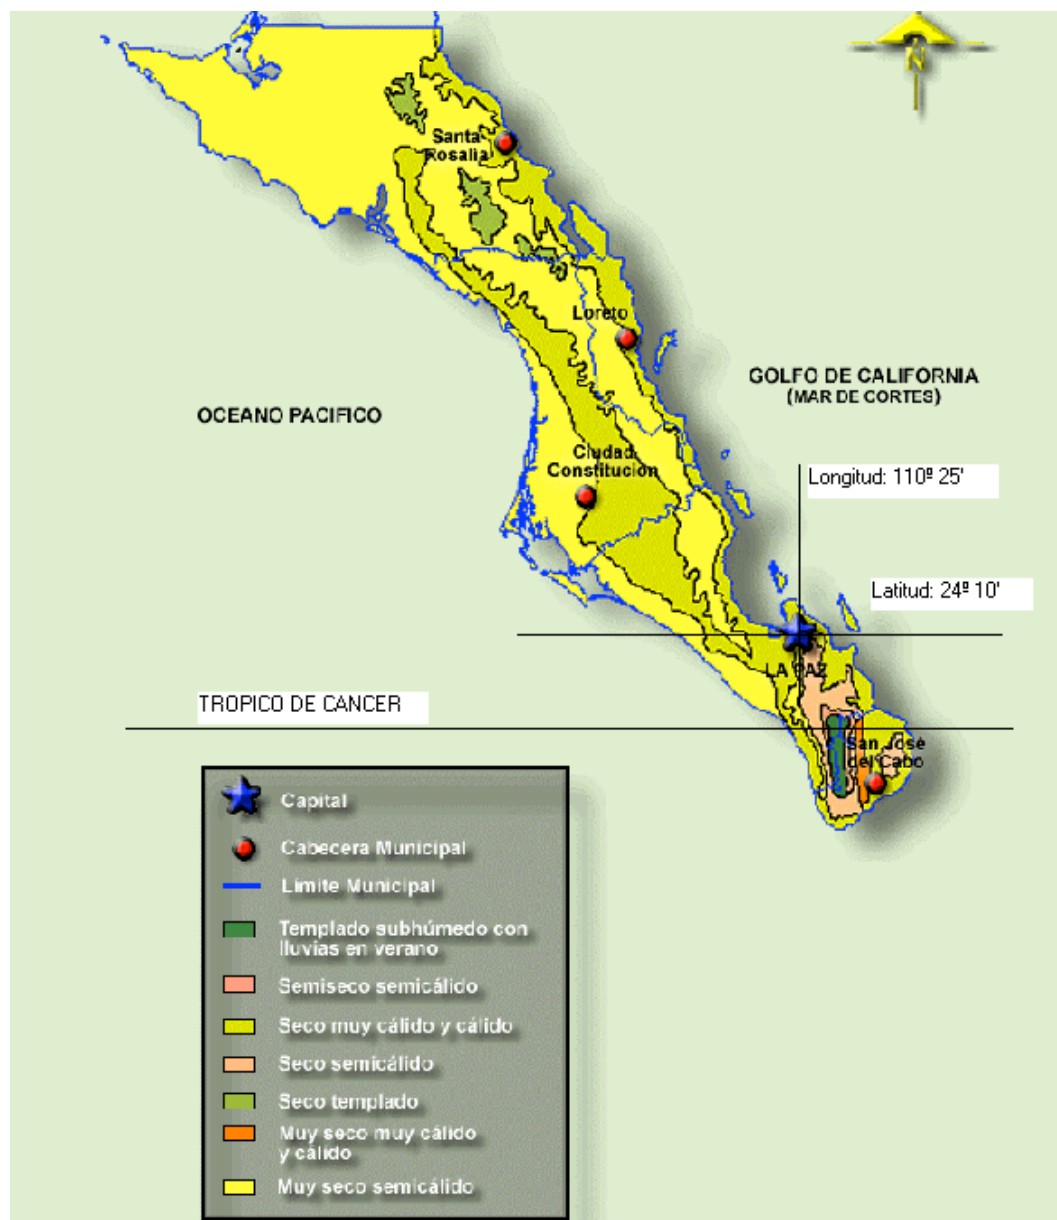 N
Santa
Rosalia
Loreto
GOLFO DE CALIFORNIA
(MAR DE CORTES)
OCEANO PACIFICO
Ciudad
Constitución
Longitud: 110º 25'
Latitud: 24º 10'
LA PAZ
TROPICO DE CANCER
San José
del Cabo
Capital
Cabecera Municipal
Límite Municipal
Templado subhúmedo con
lluvias en verano
Semiseco semicálido
Seco muy cálido y cálido
Seco semicálido
Seco templado
Muy seco muy cálido
y cálido
Muy seco semicálido